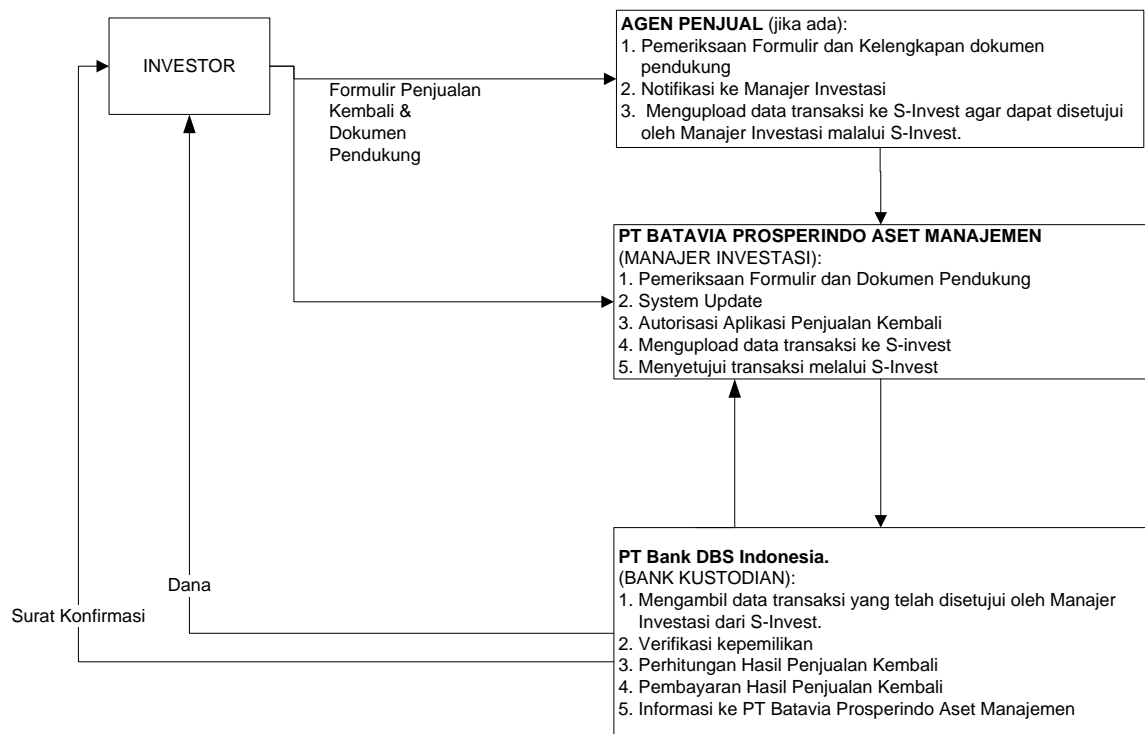 INVESTOR
Formulir Penjualan
Kembali &
Dokumen
Pendukung
AGEN PENJUAL (jika ada):
1. Pemeriksaan Formulir dan Kelengkapan dokumen
pendukung
2. Notifikasi ke Manajer Investasi
3. Mengupload data transaksi ke S-Invest agar dapat disetujui
oleh Manajer Investasi malalui S-Invest.
PT BATAVIA PROSPERINDO ASET MANAJEMEN
(MANAJER INVESTASI):
1. Pemeriksaan Formulir dan Dokumen Pendukung
2. System Update
3. Autorisasi Aplikasi Penjualan Kembali
4. Mengupload data transaksi ke S-invest
5. Menyetujui transaksi melalui S-Invest
PT Bank DBS Indonesia.
(BANK KUSTODIAN):
1. Mengambil data transaksi yang telah disetujui oleh Manajer
Investasi dari S-Invest.
2. Verifikasi kepemilikan
3. Perhitungan Hasil Penjualan Kembali
4. Pembayaran Hasil Penjualan Kembali
5. Informasi ke PT Batavia Prosperindo Aset Manajemen
Dana
Surat Konfirmasi